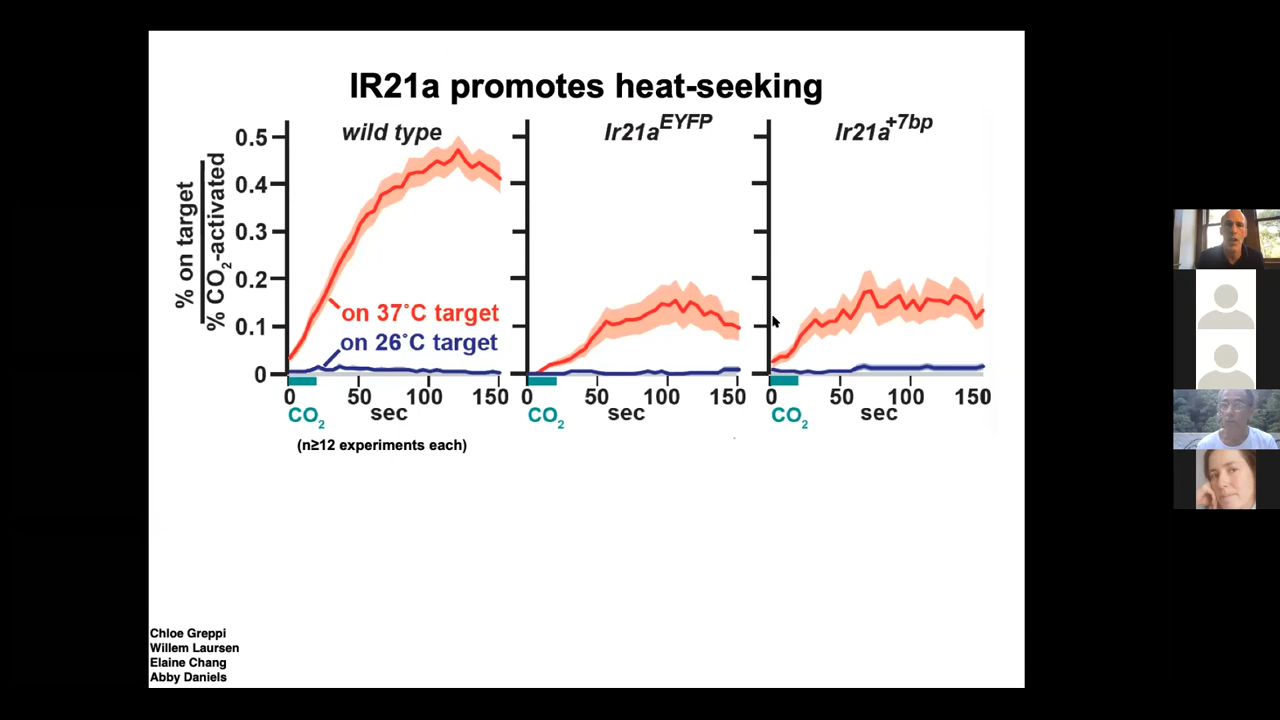 IR21a promotes heat-seeking
wild type
Ir21aEYFP
Ir21a+7bp
% on target
% CO2-activated
0.5
0.4
0.3
0.2
0.1
0
on 37°C target
on 26°C target
0 50 100 150
0 50 100 150
0 50 100 150
CO2 sec
CO2 sec
CO2 sec
(n≥12 experiments each)
Chloe Greppi
Willem Laursen
Elaine Chang
Abby Daniels